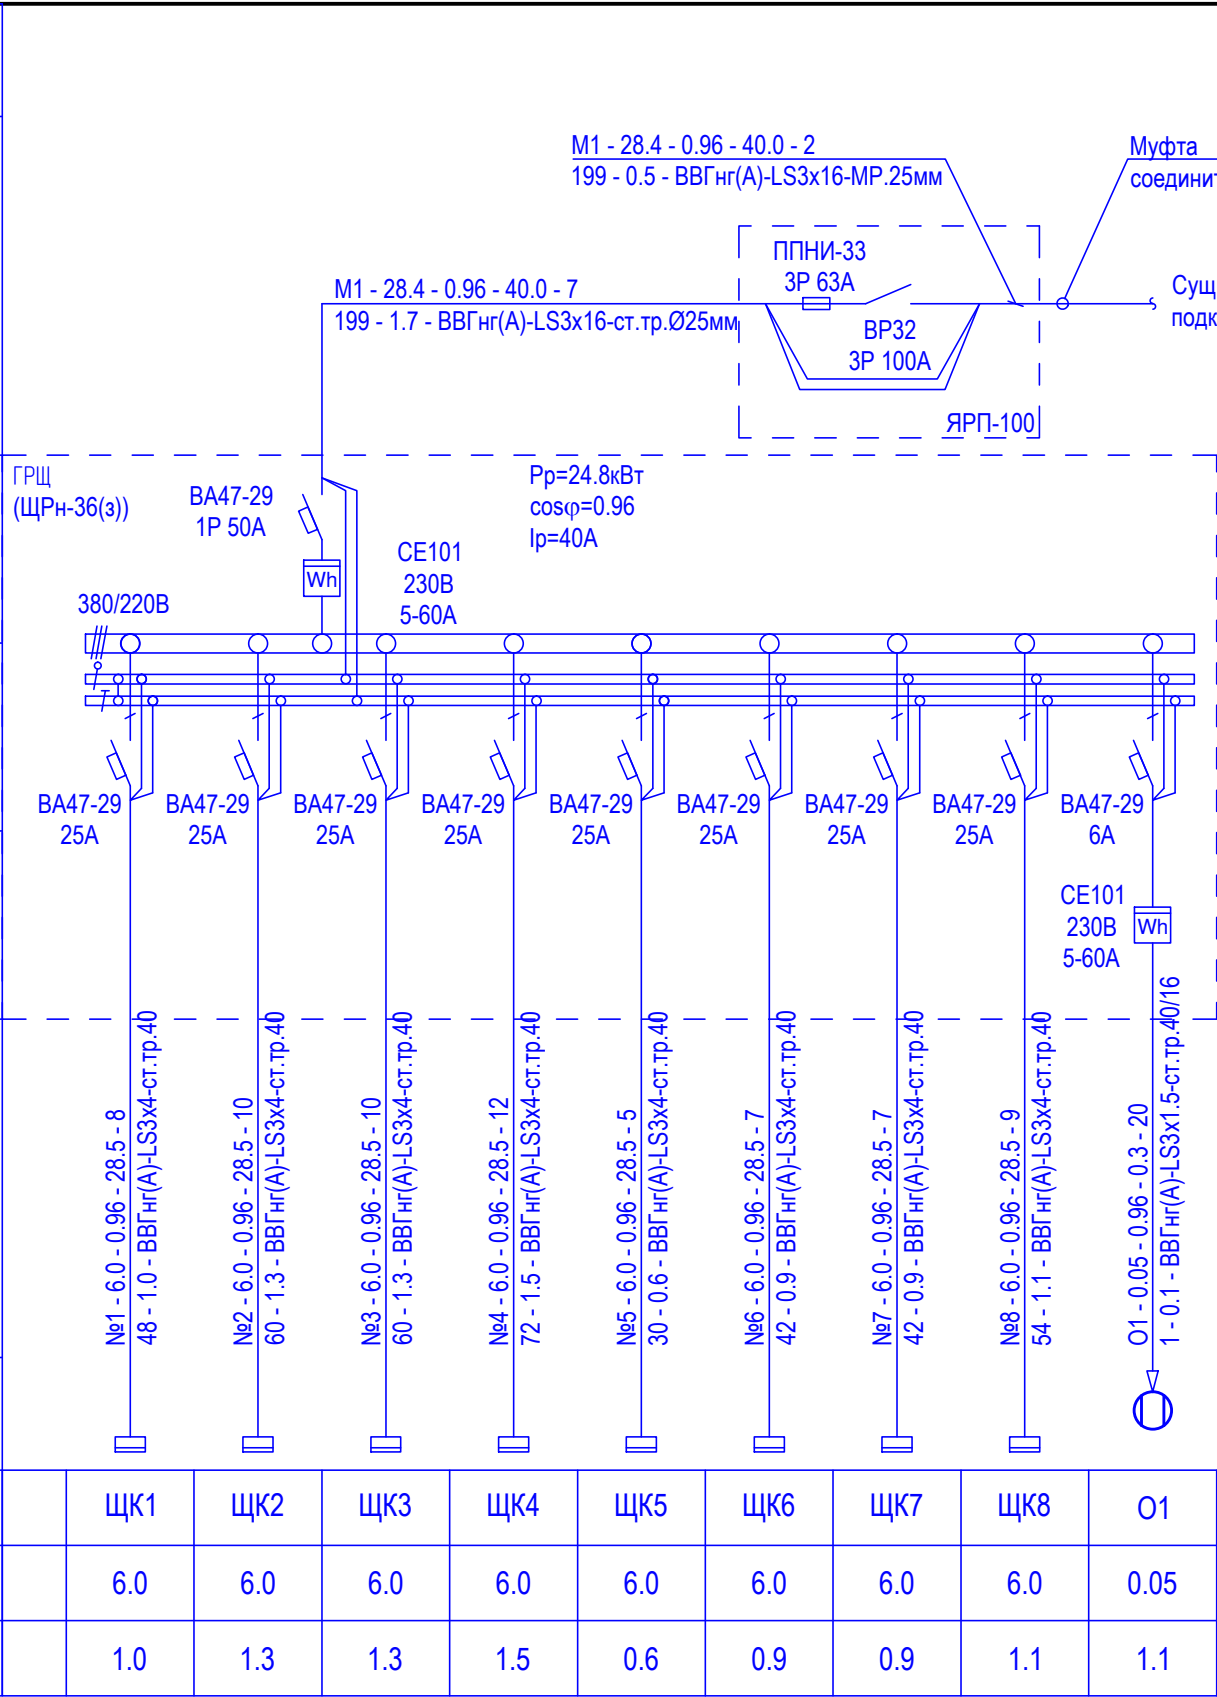 М1 - 28.4 - 0.96 - 40.0 - 2
199 - 0.5 - ВВГнг(А)-LS3х16-МР.25мм
Муфта
соединит
ППНИ-33
3Р 63А
М1 - 28.4 - 0.96 - 40.0 - 7
199 - 1.7 - ВВГнг(А)-LS3х16-ст.тр.Ø25мм
Сущ
подк
ВР32
3Р 100А
ЯРП-100
ГРЩ
(ЩРн-36(з))
ВА47-29
1Р 50А
Рр=24.8кВт
cosφ=0.96
Iр=40А
СЕ101
230В
5-60А
Wh
380/220В
ВА47-29
25А
ВА47-29
25А
ВА47-29
25А
ВА47-29
25А
ВА47-29
25А
ВА47-29
25А
ВА47-29
25А
ВА47-29
25А
ВА47-29
6А
СЕ101
230В
5-60А
Wh
№1 - 6.0 - 0.96 - 28.5 - 8
48 - 1.0 - ВВГнг(А)-LS3х4-ст.тр.40
№2 - 6.0 - 0.96 - 28.5 - 10
60 - 1.3 - ВВГнг(А)-LS3х4-ст.тр.40
№3 - 6.0 - 0.96 - 28.5 - 10
60 - 1.3 - ВВГнг(А)-LS3х4-ст.тр.40
№4 - 6.0 - 0.96 - 28.5 - 12
72 - 1.5 - ВВГнг(А)-LS3х4-ст.тр.40
№5 - 6.0 - 0.96 - 28.5 - 5
30 - 0.6 - ВВГнг(А)-LS3х4-ст.тр.40
№6 - 6.0 - 0.96 - 28.5 - 7
42 - 0.9 - ВВГнг(А)-LS3х4-ст.тр.40
№7 - 6.0 - 0.96 - 28.5 - 7
42 - 0.9 - ВВГнг(А)-LS3х4-ст.тр.40
№8 - 6.0 - 0.96 - 28.5 - 9
54 - 1.1 - ВВГнг(А)-LS3х4-ст.тр.40
О1 - 0.05 - 0.96 - 0.3 - 20
1 - 0.1 - ВВГнг(А)-LS3х1.5-ст.тр.40/16
ЩК1 ЩК2 ЩК3 ЩК4 ЩК5 ЩК6 ЩК7 ЩК8 О1
6.0 6.0 6.0 6.0 6.0 6.0 6.0 6.0 0.05
1.0 1.3 1.3 1.5 0.6 0.9 0.9 1.1 1.1